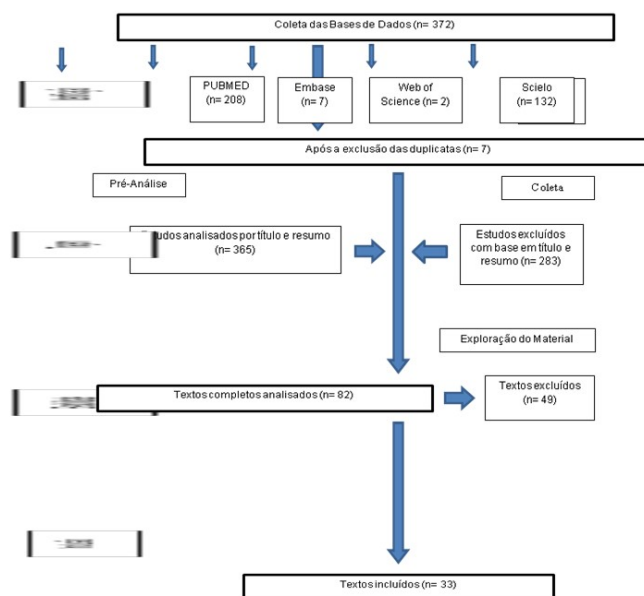 Coleta das Bases de Dados (n= 372)
PUBMED
(n= 208)
Embase
(n= 7)
Web of
Science (n= 2)
Scielo
(n= 132)
Após a exclusão das duplicatas (n= 7)
Pré-Análise
Coleta
tudos analisados por título e resumo
(n= 365)
Estudos excluídos
com base em título e
resumo (n= 283)
Exploração do Material
Textos completos analisados (n= 82)
Textos excluídos
(n= 49)
Textos incluídos (n= 33)